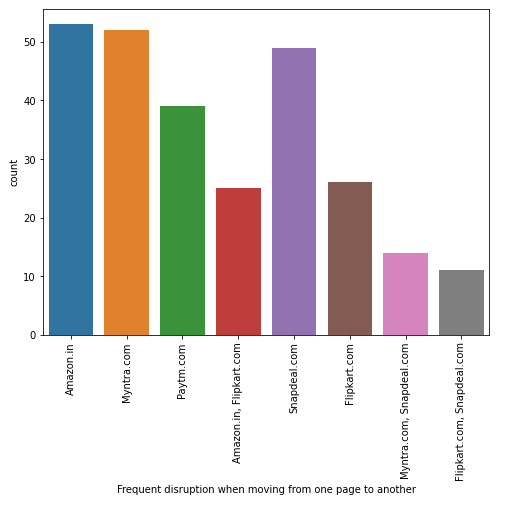 50
40
30
20
10
0
count
Amazon.in
Myntra.com
Paytm.com
Amazon.in, Flipkart.com
Snapdeal.com
Flipkart.com
Myntra.com, Snapdeal.com
Flipkart.com, Snapdeal.com
Frequent disruption when moving from one page to another